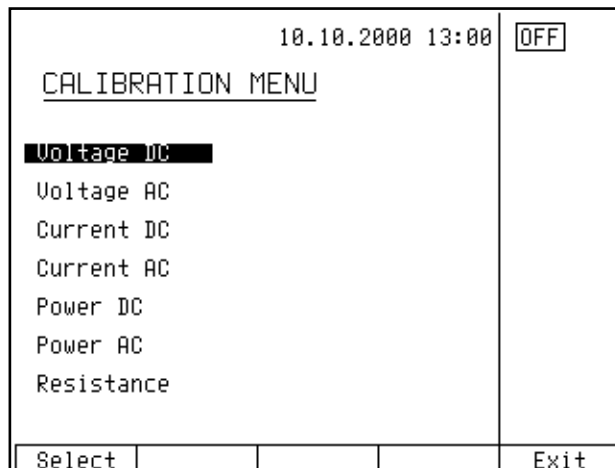 10.10.2000 13:00 OFF
CALIBRATION MENU
Voltage DC
Voltage AC
Current DC
Current AC
Power DC
Power AC
Resistance
Select Exit